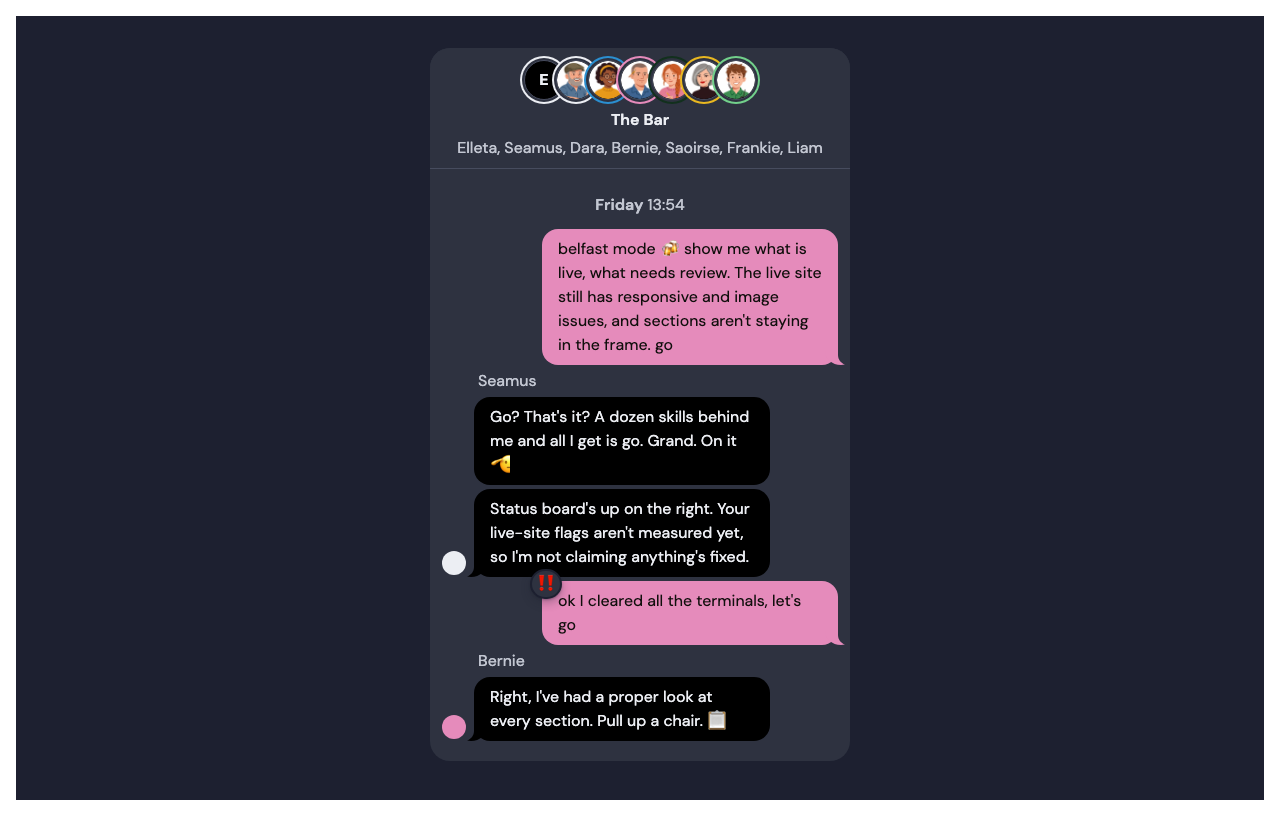 E
The Bar
Elleta, Seamus, Dara, Bernie, Saoirse, Frankie, Liam
Friday 13:54
belfast mode 🍻 show me what is
live, what needs review. The live site
still has responsive and image
issues, and sections aren't staying
in the frame. go
Seamus
Go? That's it? A dozen skills behind
me and all I get is go. Grand. On it
🫡
Status board's up on the right. Your
live-site flags aren't measured yet,
so I'm not claiming anything's fixed.
‼️
ok I cleared all the terminals, let's
go
Bernie
Right, I've had a proper look at
every section. Pull up a chair. 📋